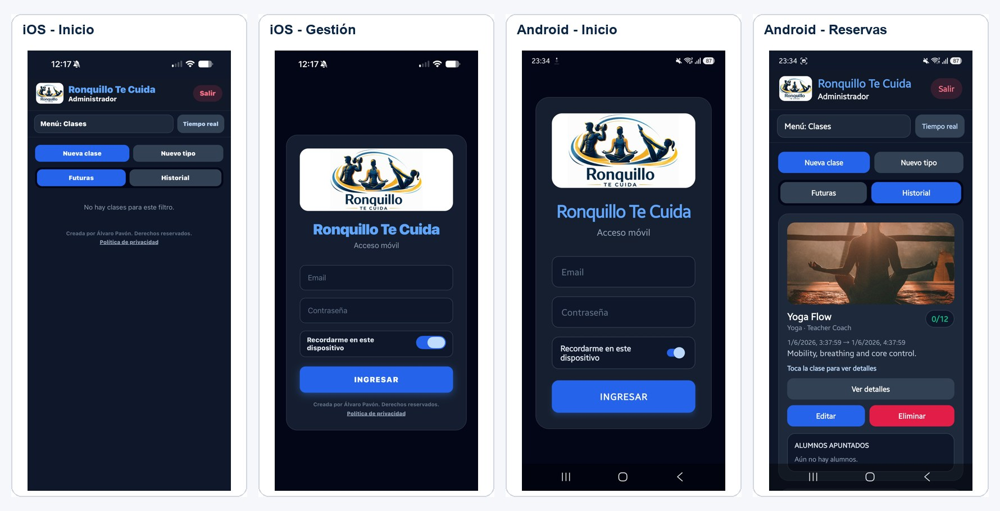 iOS - Inicio
12:17
Ronquillo
Ronquillo Te Cuida
Administrador
Salir
Menú: Clases
Tiempo real
Nueva clase
Nuevo tipo
Futuras
Historial
No hay clases para este filtro.
Creada por Álvaro Pavón. Derechos reservados.
Política de privacidad
iOS - Gestión
12:17
Ronquillo
TE CUIDA
Ronquillo Te Cuida
Acceso móvil
Email
Contraseña
Recordarme en este
dispositivo
INGRESAR
Creada por Álvaro Pavón. Derechos reservados.
Política de privacidad
Android - Inicio
23:34
87
Ronquillo
TE CUIDA
Ronquillo Te Cuida
Acceso móvil
Email
Contraseña
Recordarme en este
dispositivo
INGRESAR
Android - Reservas
23:34
87
Ronquillo
Ronquillo Te Cuida
Administrador
Salir
Menú: Clases
Tiempo real
Nueva clase
Nuevo tipo
Futuras
Historial
Yoga Flow
0/12
Yoga · Teacher Coach
1/6/2026, 3:37:59 → 1/6/2026, 4:37:59
Mobility, breathing and core control.
Toca la clase para ver detalles
Ver detalles
Editar
Eliminar
ALUMNOS APUNTADOS
Aún no hay alumnos.